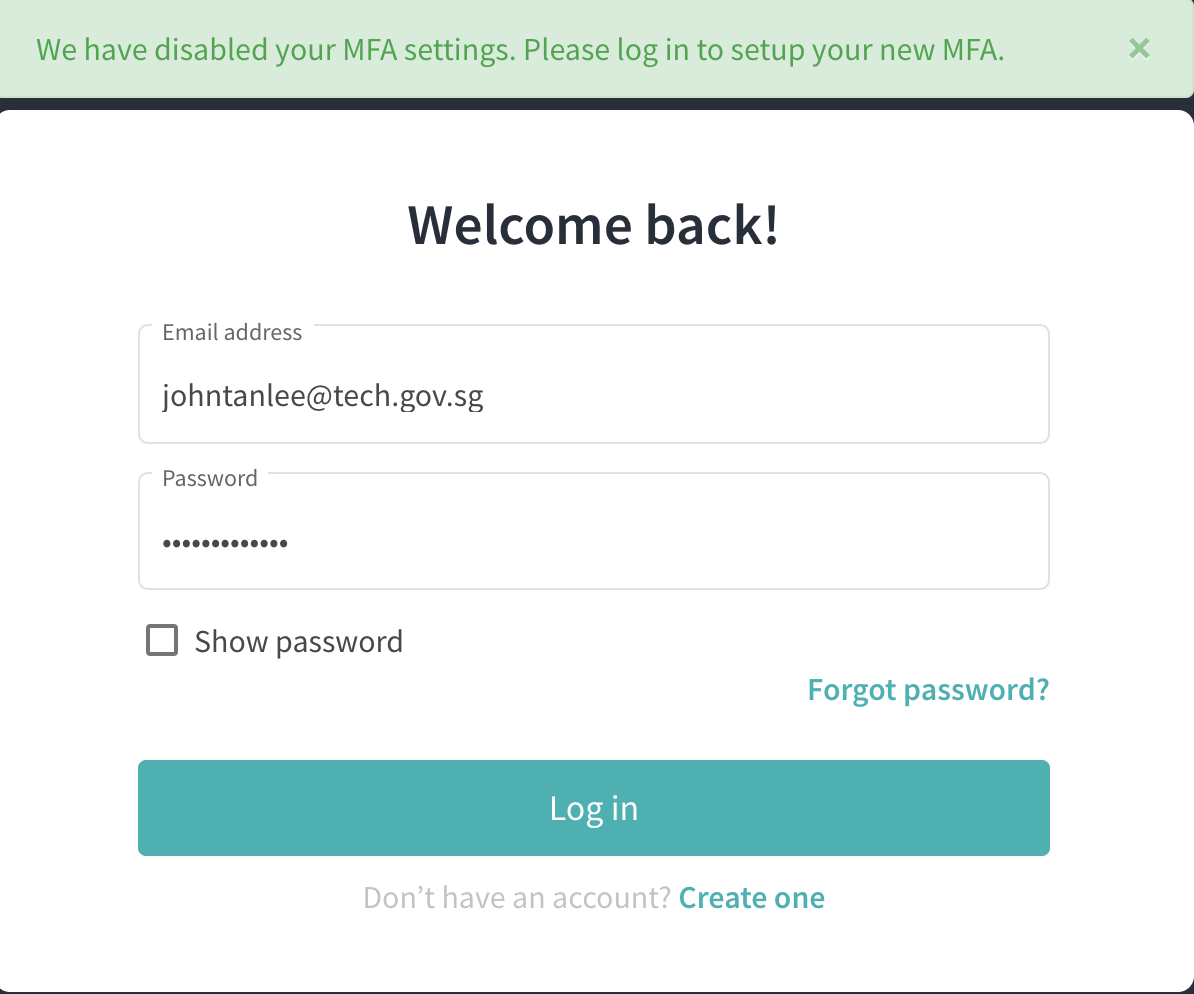 We have disabled your MFA settings. Please log in to setup your new MFA. ×
Welcome back!
Email address
johntanlee@tech.gov.sg
Password
•••••••••••••
Show password
Forgot password?
Log in
Don’t have an account? Create one